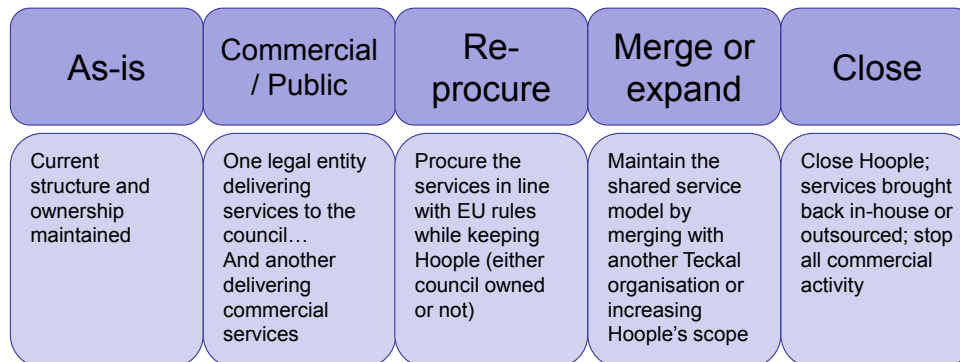 As-is
Commercial
/ Public
Re-
procure
Merge or
expand
Close
Current
structure and
ownership
maintained
One legal entity
delivering
services to the
council…
And another
delivering
commercial
services
Procure the
services in line
with EU rules
while keeping
Hoople (either
council owned
or not)
Maintain the
shared service
model by
merging with
another Teckal
organisation or
increasing
Hoople’s scope
Close Hoople;
services brought
back in-house or
outsourced; stop
all commercial
activity